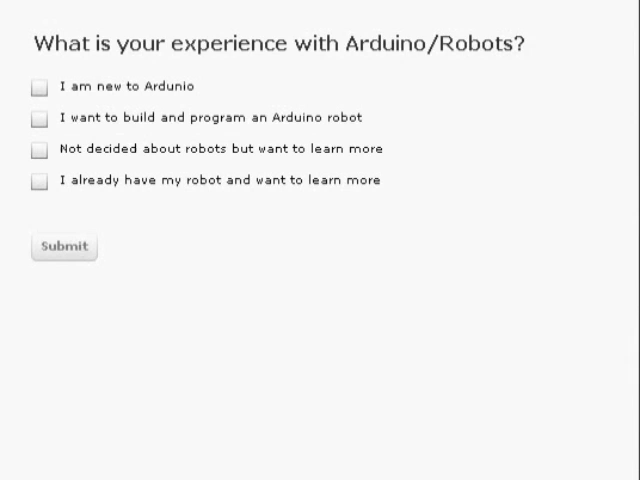 What is your experience with Arduino/Robots?
I am new to Ardunio
I want to build and program an Arduino robot
Not decided about robots but want to learn more
I already have my robot and want to learn more
Submit